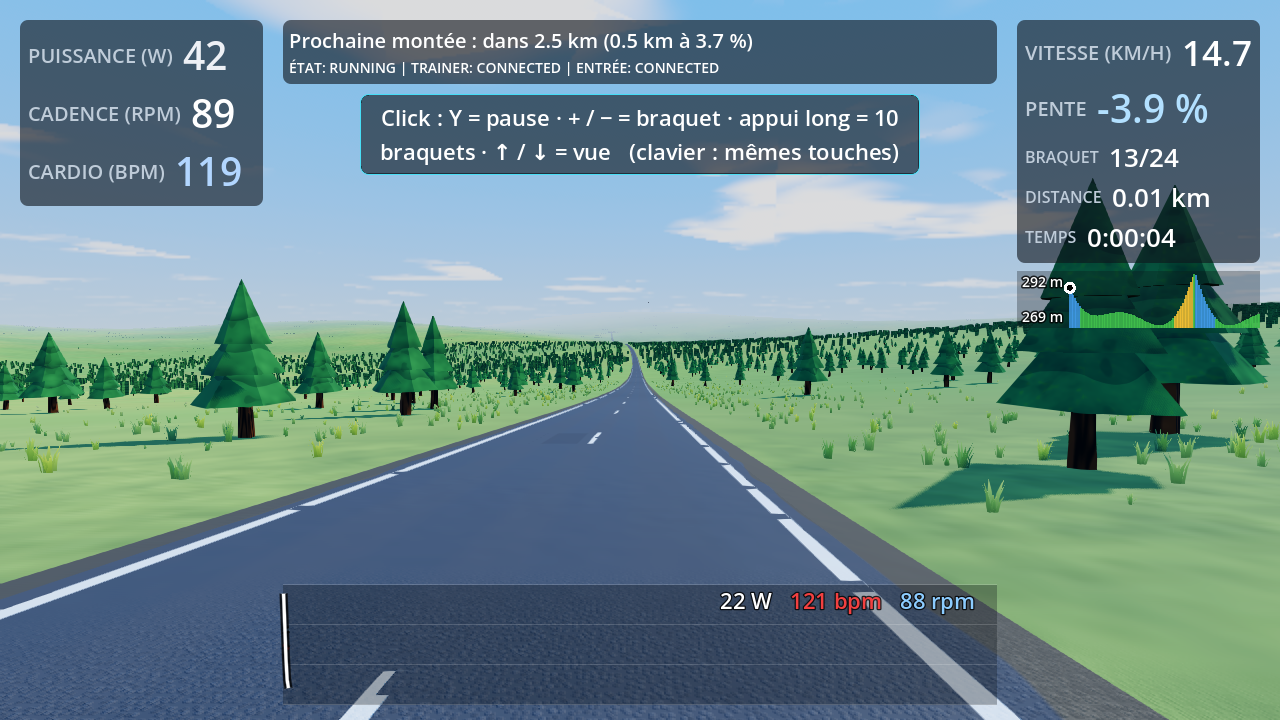 PUISSANCE (W) 42
CADENCE (RPM) 89
CARDIO (BPM) 119
Prochaine montée : dans 2.5 km (0.5 km à 3.7 %)
ÉTAT: RUNNING | TRAINER: CONNECTED | ENTRÉE: CONNECTED
Click : Y = pause · + / − = braquet · appui long = 10
braquets · ↑ / ↓ = vue (clavier : mêmes touches)
VITESSE (KM/H) 14.7
PENTE -3.9 %
BRAQUET 13/24
DISTANCE 0.01 km
TEMPS 0:00:04
292 m
269 m
22 W 121 bpm 88 rpm